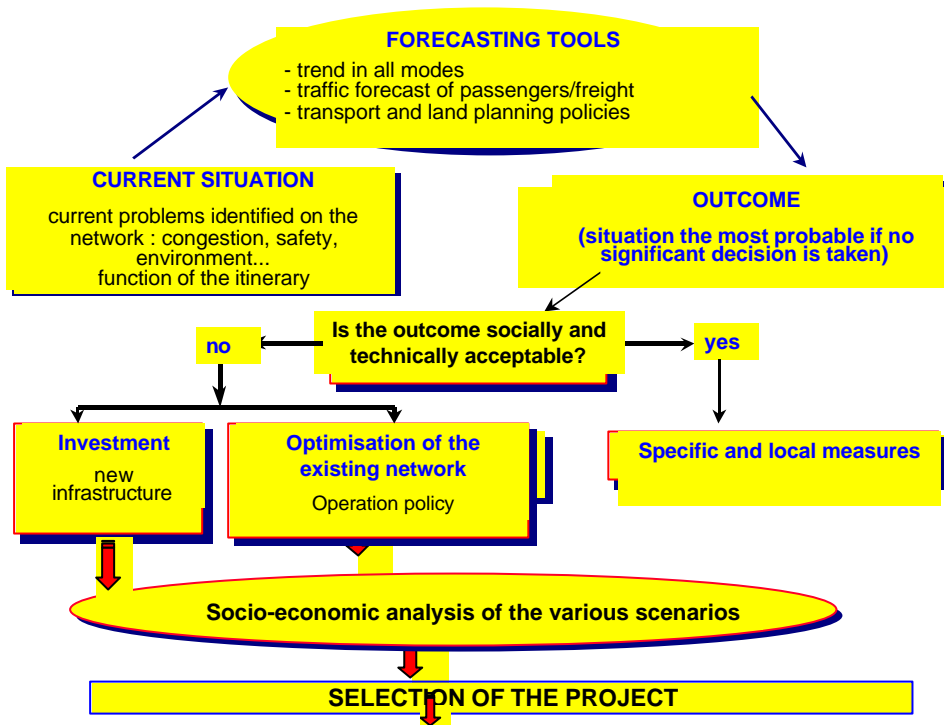 FORECASTING TOOLS
- trend in all modes
- traffic forecast of passengers/freight
- transport and land planning policies
CURRENT SITUATION
current problems identified on the
network : congestion, safety,
environment...
function of the itinerary
OUTCOME
(situation the most probable if no
significant decision is taken)
Is the outcome socially and
technically acceptable?
no
yes
Investment
new
infrastructure
Optimisation of the
existing network
Operation policy
Specific and local measures
Socio-economic analysis of the various scenarios
SELECTION OF THE PROJECT